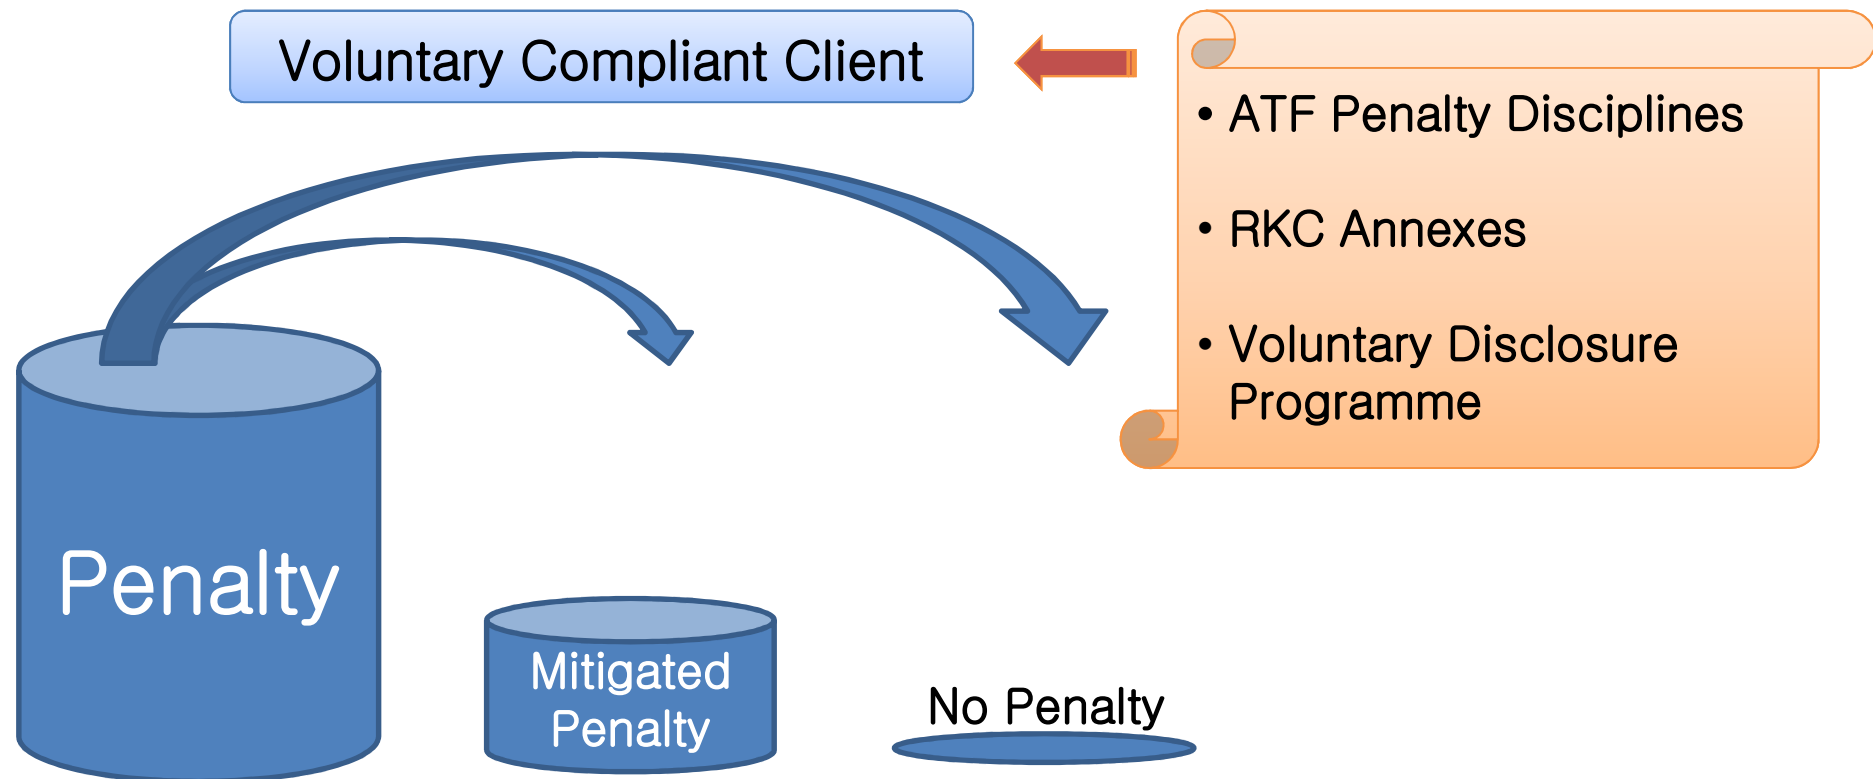 Voluntary Compliant Client
• ATF Penalty Disciplines
• RKC Annexes
• Voluntary Disclosure
Programme
Penalty
Mitigated
Penalty
No Penalty